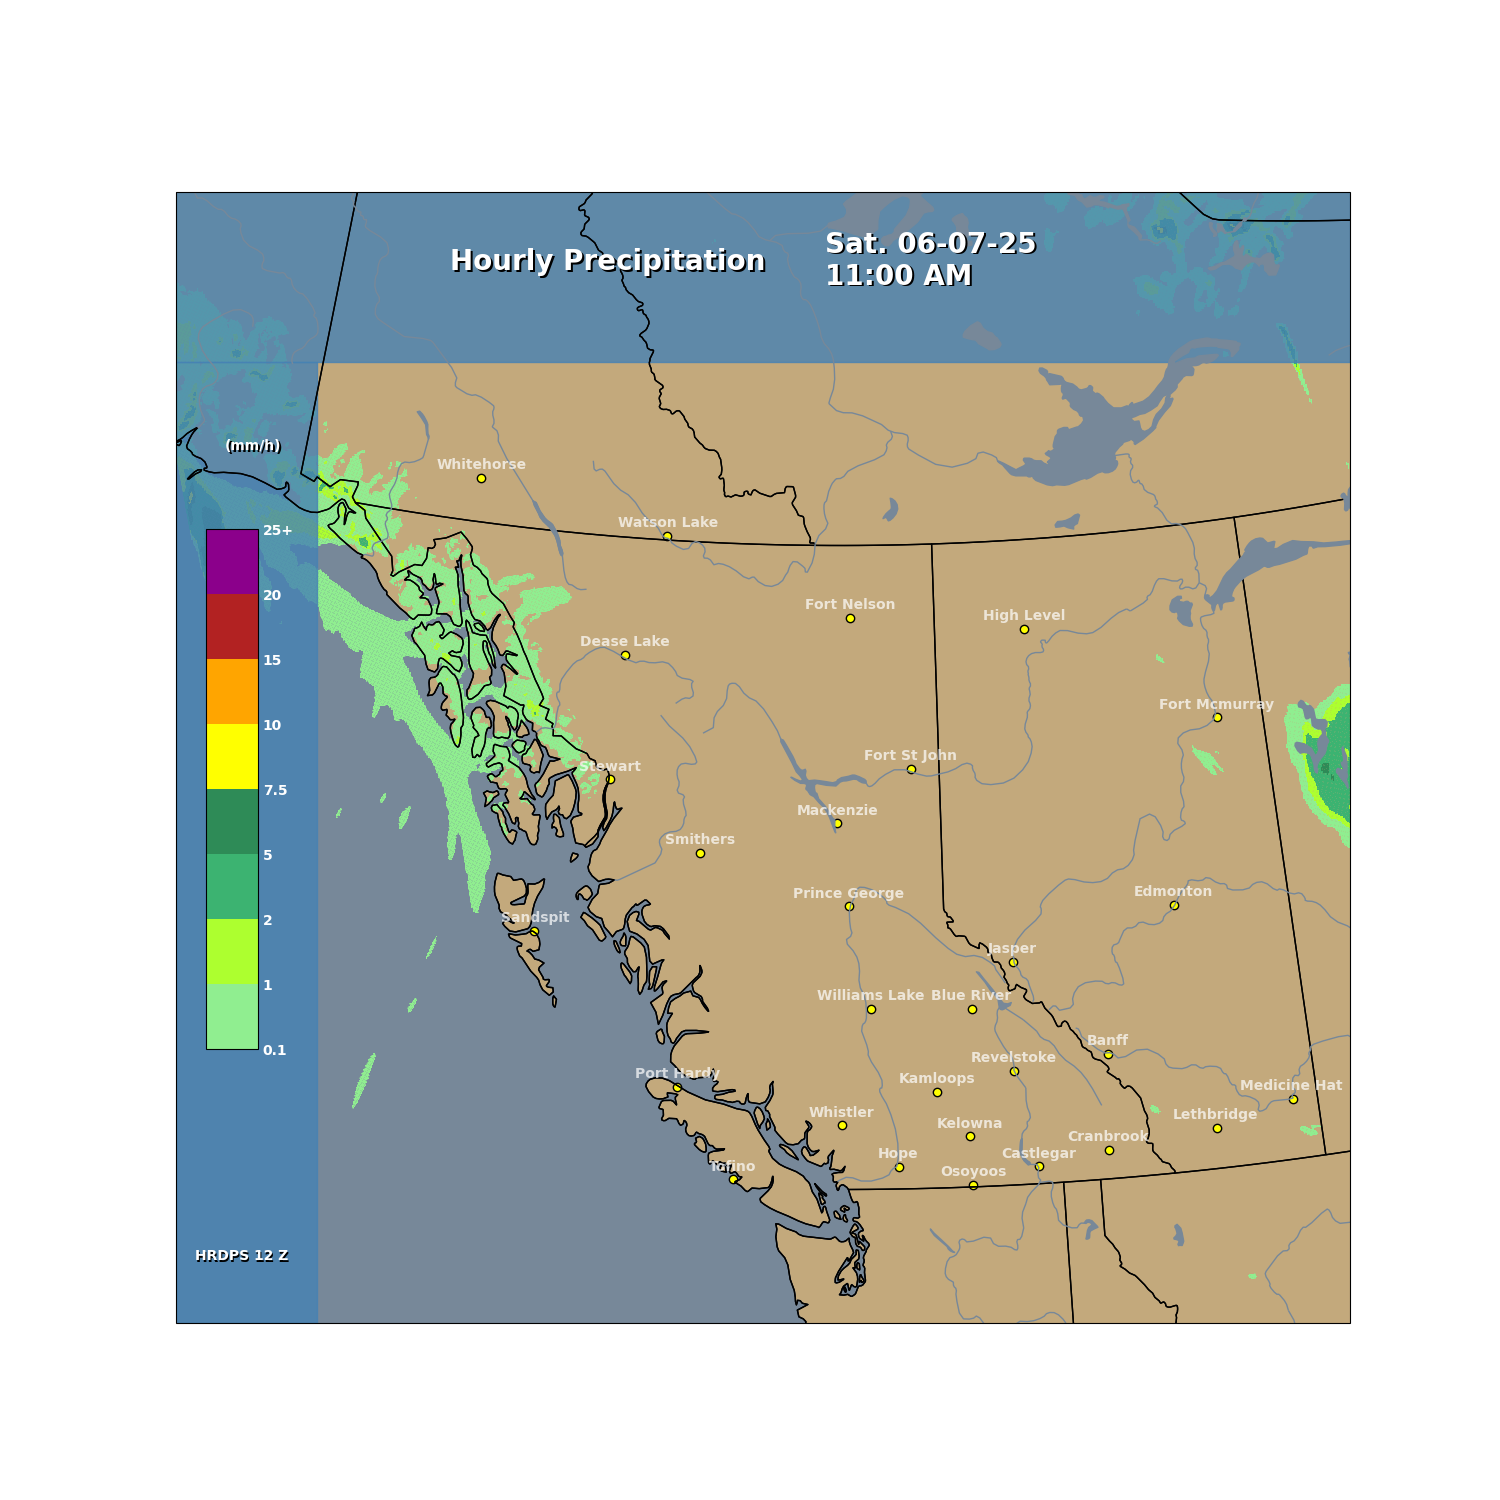 Hourly Precipitation
Sat. 06-07-25
11:00 AM
(mm/h)
25+
20
15
10
7.5
5
2
1
0.1
Whitehorse
Watson Lake
Fort Nelson
High Level
Dease Lake
Fort Mcmurray
Fort St John
Stewart
Mackenzie
Smithers
Prince George
Edmonton
Sandspit
Jasper
Williams Lake
Blue River
Banff
Revelstoke
Port Hardy
Kamloops
Medicine Hat
Whistler
Lethbridge
Kelowna
Cranbrook
Hope
Castlegar
Tofino
Osoyoos
HRDPS 12 Z